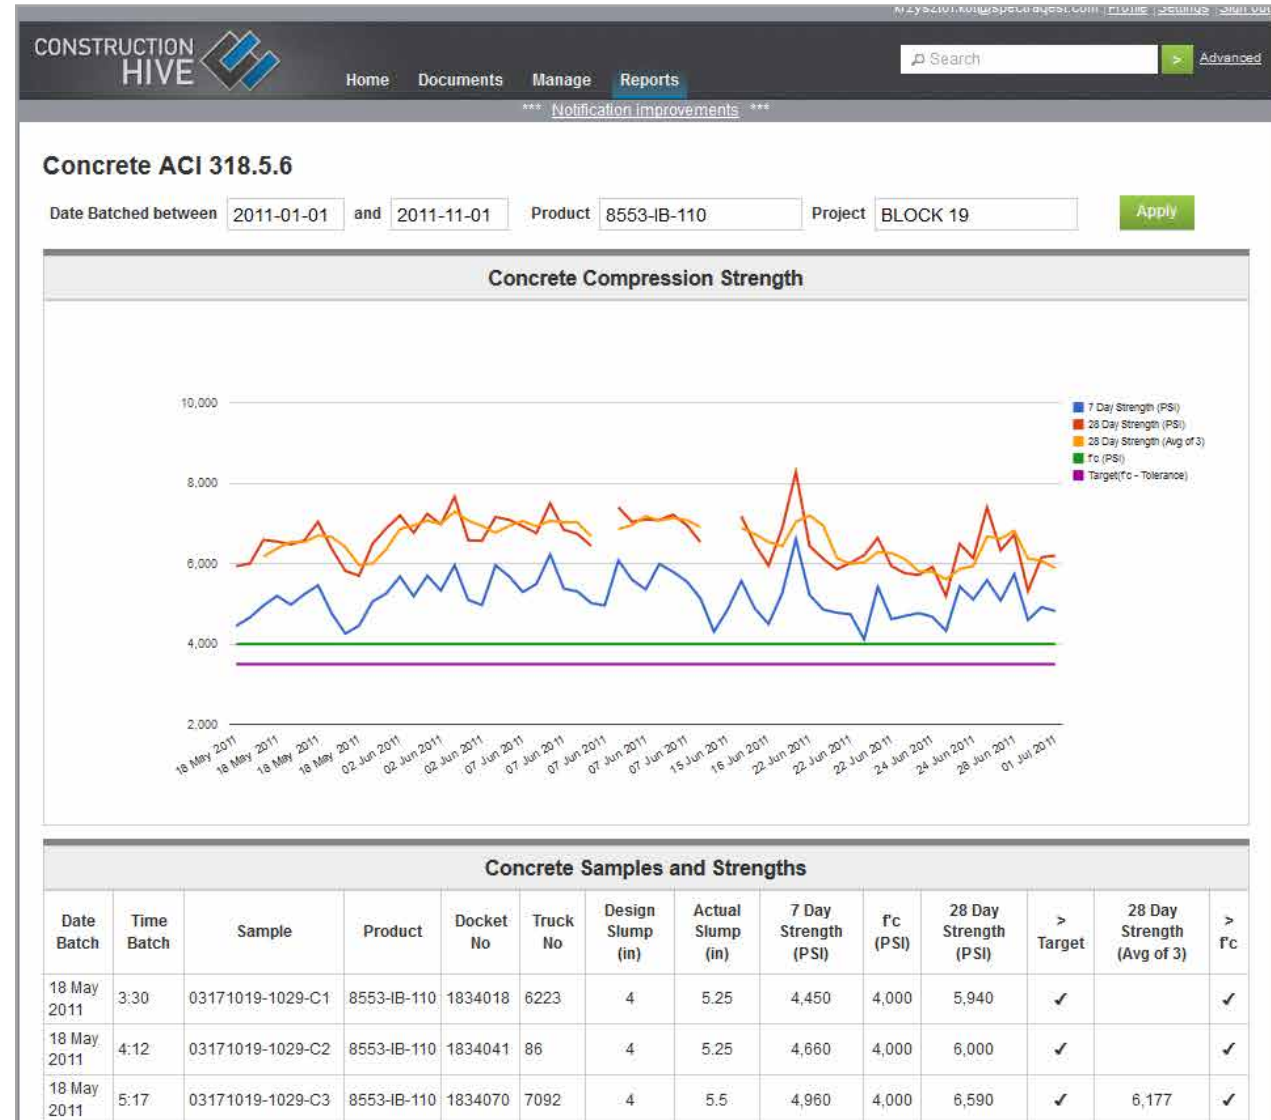 krzysztof.kot@spectraqest.com Profile Settings Sign out
CONSTRUCTION
HIVE
Home Documents Manage Reports
Search > Advanced
*** Notification improvements ***
Concrete ACI 318.5.6
Date Batched between 2011-01-01 and 2011-11-01 Product 8553-IB-110 Project BLOCK 19 Apply
Concrete Compression Strength
10,000
8,000
6,000
4,000
2,000
7 Day Strength (PSI)
28 Day Strength (PSI)
28 Day Strength (Avg of 3)
f'c (PSI)
Target(f'c - Tolerance)
18 May 2011 18 May 2011 18 May 2011 18 May 2011 02 Jun 2011 02 Jun 2011 02 Jun 2011 07 Jun 2011 07 Jun 2011 07 Jun 2011 07 Jun 2011 07 Jun 2011 15 Jun 2011 16 Jun 2011 22 Jun 2011 22 Jun 2011 22 Jun 2011 24 Jun 2011 24 Jun 2011 28 Jun 2011 01 Jul 2011
Concrete Samples and Strengths
Date Batch Time Batch Sample Product Docket No Truck No Design Slump (in) Actual Slump (in) 7 Day Strength (PSI) f'c (PSI) 28 Day Strength (PSI) > Target 28 Day Strength (Avg of 3) > f'c
18 May 2011 3:30 03171019-1029-C1 8553-IB-110 1834018 6223 4 5.25 4,450 4,000 5,940 ✓ ✓
18 May 2011 4:12 03171019-1029-C2 8553-IB-110 1834041 86 4 5.25 4,660 4,000 6,000 ✓ ✓
18 May 2011 5:17 03171019-1029-C3 8553-IB-110 1834070 7092 4 5.5 4,960 4,000 6,590 ✓ 6,177 ✓